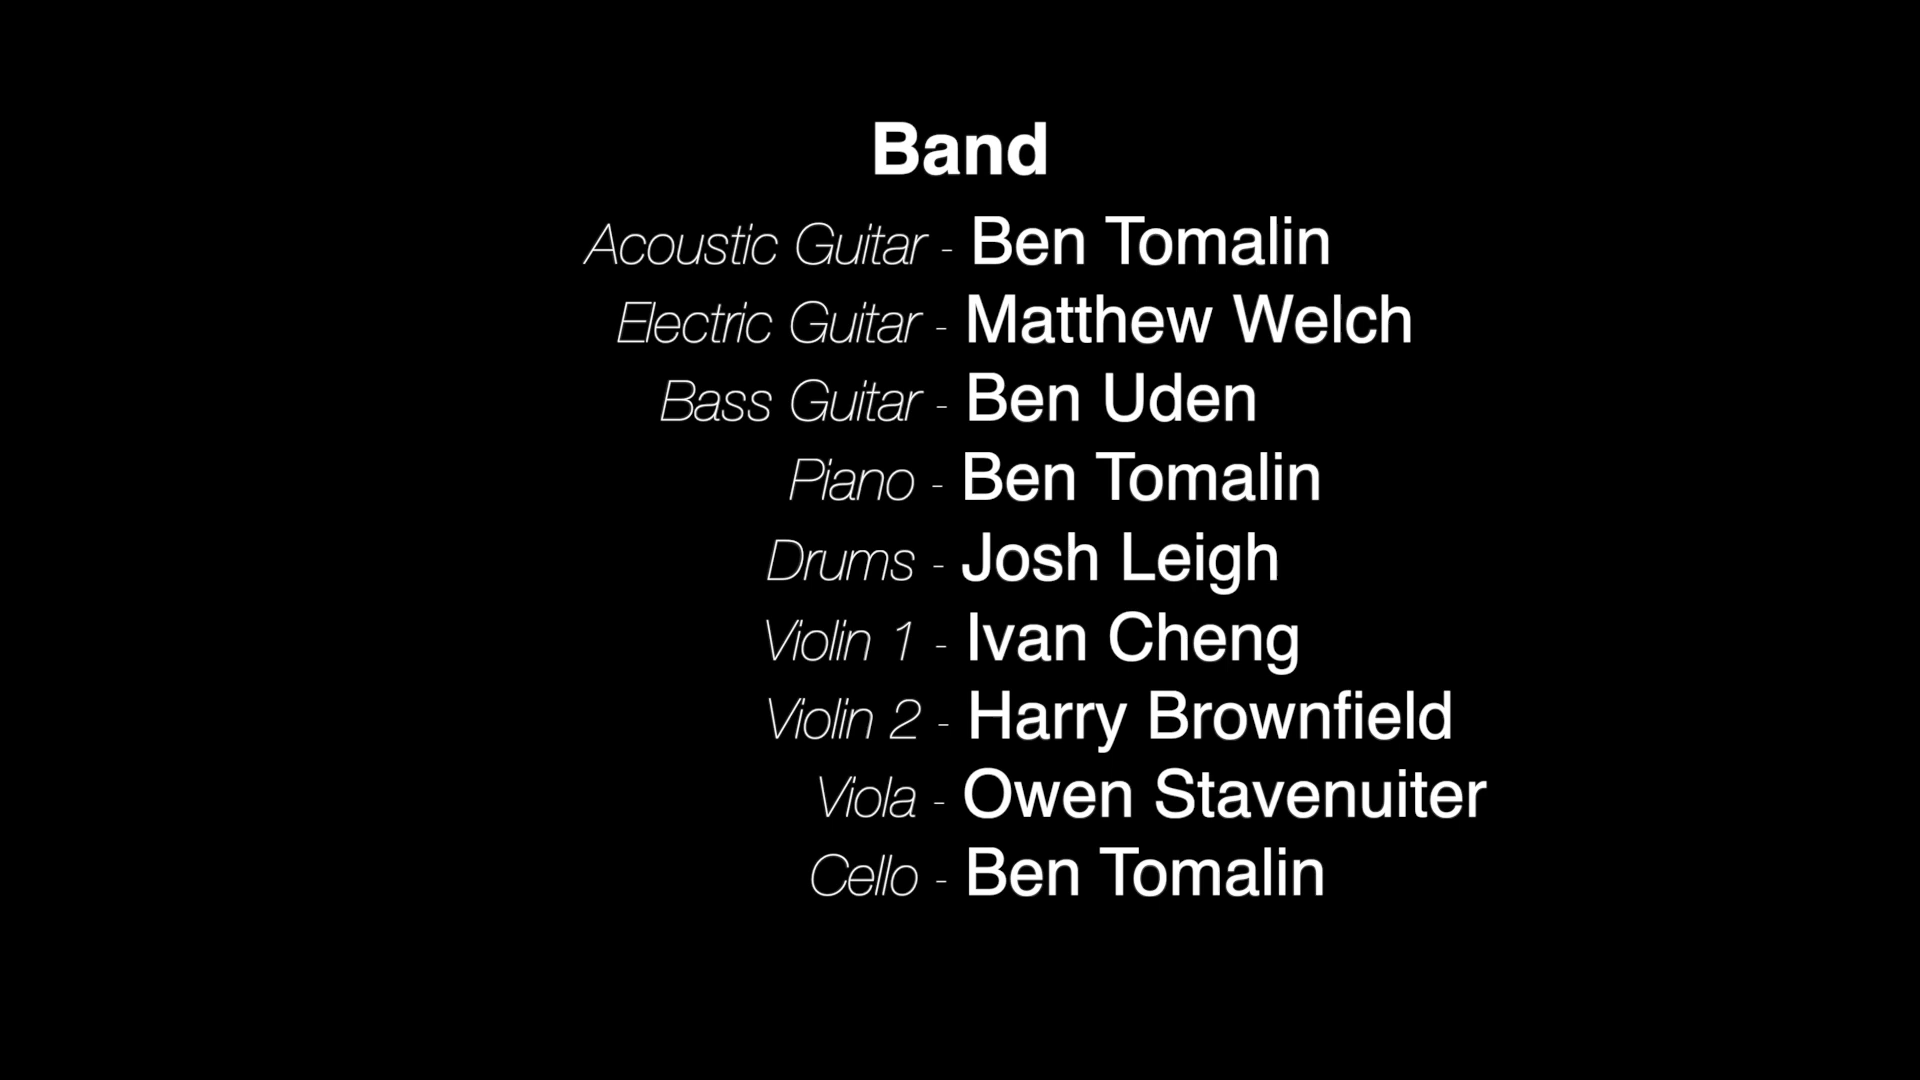 Band
Acoustic Guitar - Ben Tomalin
Electric Guitar - Matthew Welch
Bass Guitar - Ben Uden
Piano - Ben Tomalin
Drums - Josh Leigh
Violin 1 - Ivan Cheng
Violin 2 - Harry Brownfield
Viola - Owen Stavenuiter
Cello - Ben Tomalin